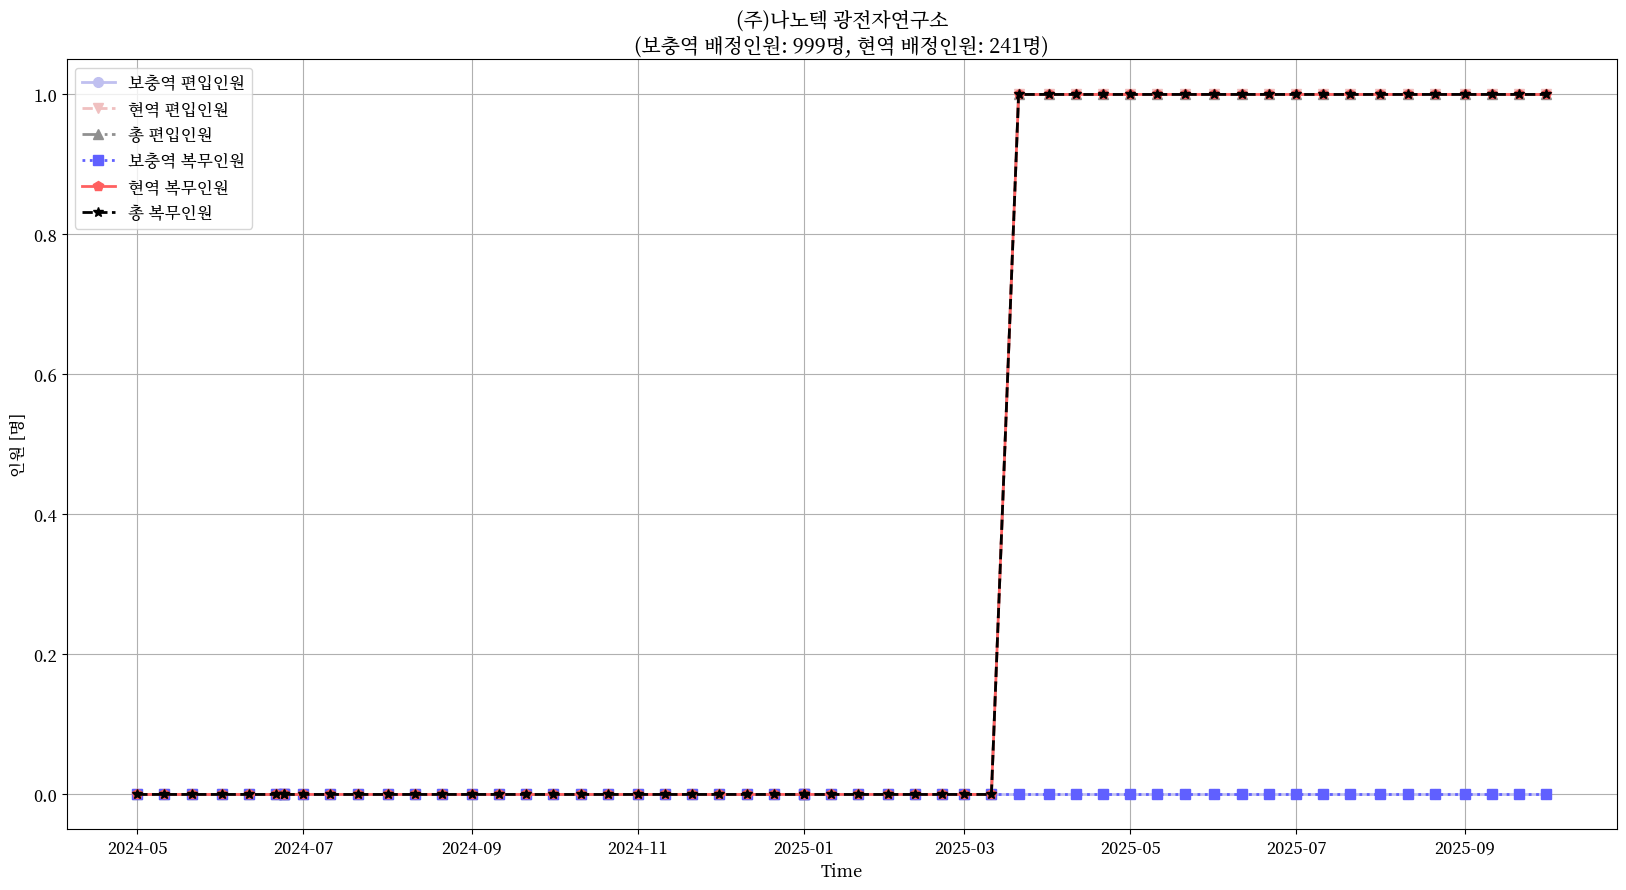 (주)나노텍 광전자연구소
(보충역 배정인원: 999명, 현역 배정인원: 241명)
보충역 편입인원
현역 편입인원
총 편입인원
보충역 복무인원
현역 복무인원
총 복무인원
1.0
0.8
0.6
0.4
0.2
0.0
인원 [명]
2024-05
2024-07
2024-09
2024-11
2025-01
2025-03
2025-05
2025-07
2025-09
Time